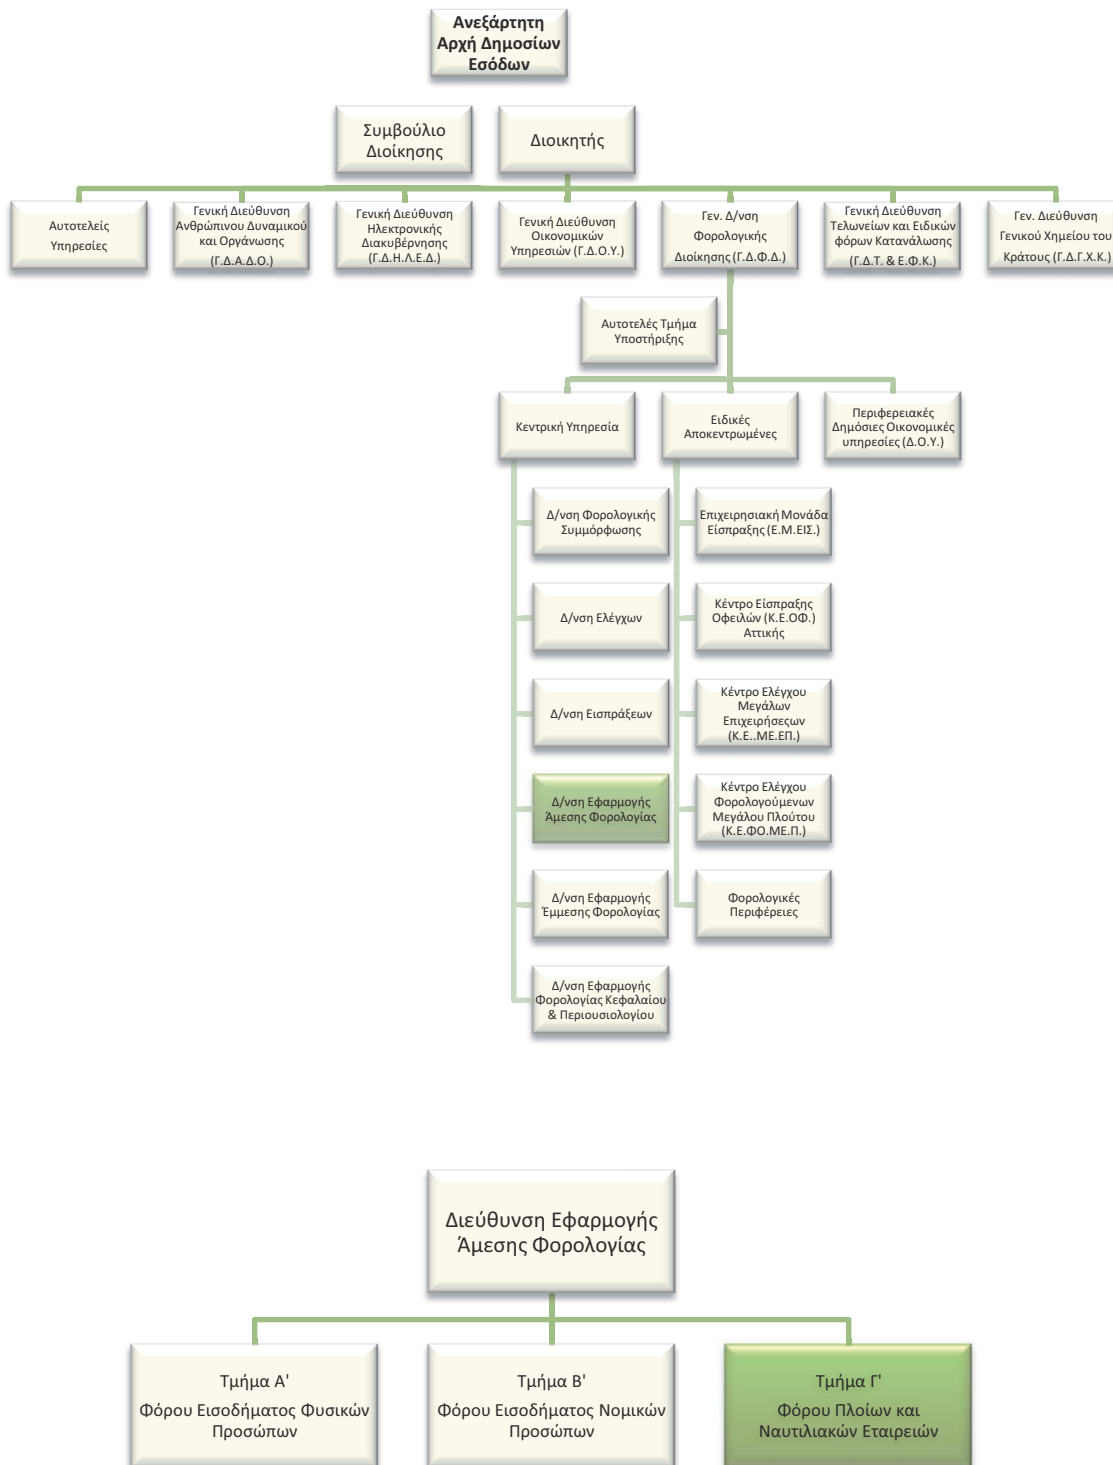 Ανεξάρτητη
Αρχή Δημοσίων
Εσόδων
Συμβούλιο
Διοίκησης
Διοικητής
Αυτοτελείς
Υπηρεσίες
Γενική Διεύθυνση
Ανθρώπινου Δυναμικού
και Οργάνωσης
(Γ.Δ.Α.Δ.Ο.)
Γενική Διεύθυνση
Ηλεκτρονικής
Διακυβέρνησης
(Γ.Δ.Η.Λ.Ε.Δ.)
Γενική Διεύθυνση
Οικονομικών
Υπηρεσιών (Γ.Δ.Ο.Υ.)
Γεν. Δ/νση
Φορολογικής
Διοίκησης (Γ.Δ.Φ.Δ.)
Γενική Διεύθυνση
Τελωνείων και Ειδικών
φόρων Κατανάλωσης
(Γ.Δ.Τ. & Ε.Φ.Κ.)
Γεν. Διεύθυνση
Γενικού Χημείου του
Κράτους (Γ.Δ.Γ.Χ.Κ.)
Αυτοτελές Τμήμα
Υποστήριξης
Κεντρική Υπηρεσία
Ειδικές
Αποκεντρωμένες
Περιφερειακές
Δημόσιες Οικονομικές
υπηρεσίες (Δ.Ο.Υ.)
Δ/νση Φορολογικής
Συμμόρφωσης
Δ/νση Ελέγχων
Δ/νση Εισπράξεων
Δ/νση Εφαρμογής
Άμεσης Φορολογίας
Δ/νση Εφαρμογής
Έμμεσης Φορολογίας
Δ/νση Εφαρμογής
Φορολογίας Κεφαλαίου
& Περιουσιολογίου
Επιχειρησιακή Μονάδα
Είσπραξης (Ε.Μ.ΕΙΣ.)
Κέντρο Είσπραξης
Οφειλών (Κ.Ε.ΟΦ.)
Αττικής
Κέντρο Ελέγχου
Μεγάλων
Επιχειρήσεςων
(Κ.Ε..ΜΕ.ΕΠ.)
Κέντρο Ελέγχου
Φορολογούμενων
Μεγάλου Πλούτου
(Κ.Ε.ΦΟ.ΜΕ.Π.)
Φορολογικές
Περιφέρειες
Διεύθυνση Εφαρμογής
Άμεσης Φορολογίας
Τμήμα Α'
Φόρου Εισοδήματος Φυσικών
Προσώπων
Τμήμα Β'
Φόρου Εισοδήματος Νομικών
Προσώπων
Τμήμα Γ'
Φόρου Πλοίων και
Ναυτιλιακών Εταιρειών